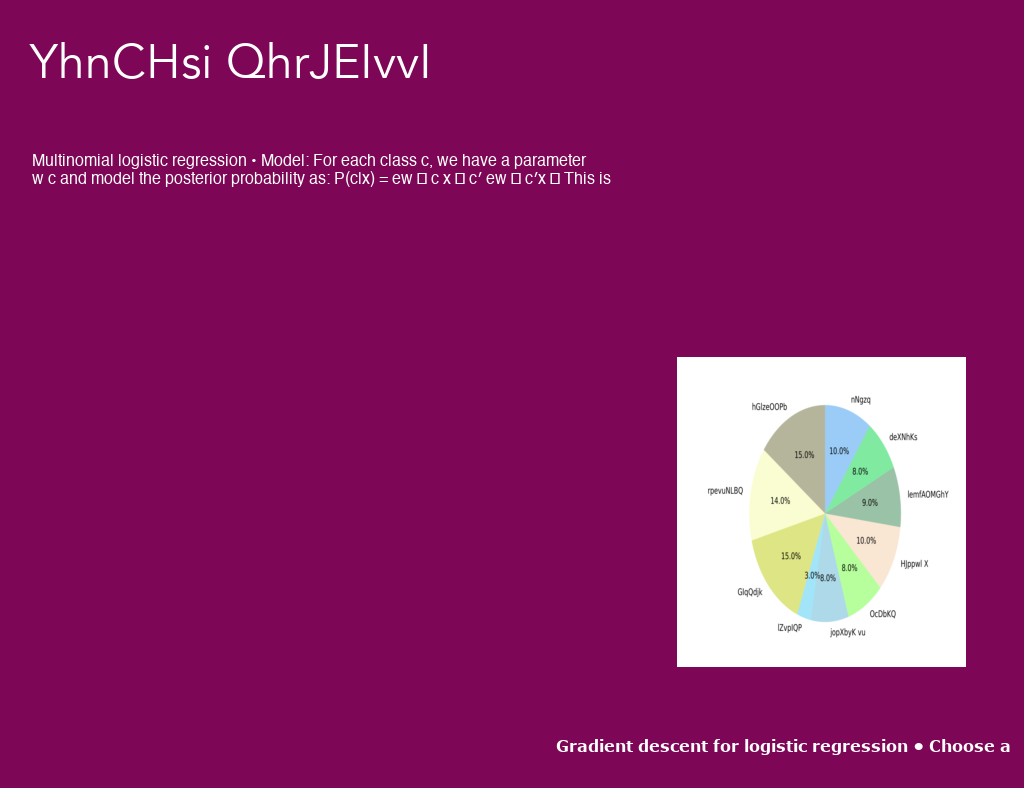 YhnCHsi QhrJEIvvI
Multinomial logistic regression • Model: For each class c, we have a parameter
w c and model the posterior probability as: P(c|x) = ew □ c x □ c′ ew □ c′x □ This is
nNgzq
hGlzeOOPb
deXNhKs
15.0%
10.0%
8.0%
rpevuNLBQ
lemfAOMGhY
14.0%
9.0%
10.0%
15.0%
HJppwl X
8.0%
3.0%
8.0%
GlqQdjk
OcDbKQ
lZvpIQP
jopXbyK vu
Gradient descent for logistic regression • Choose a